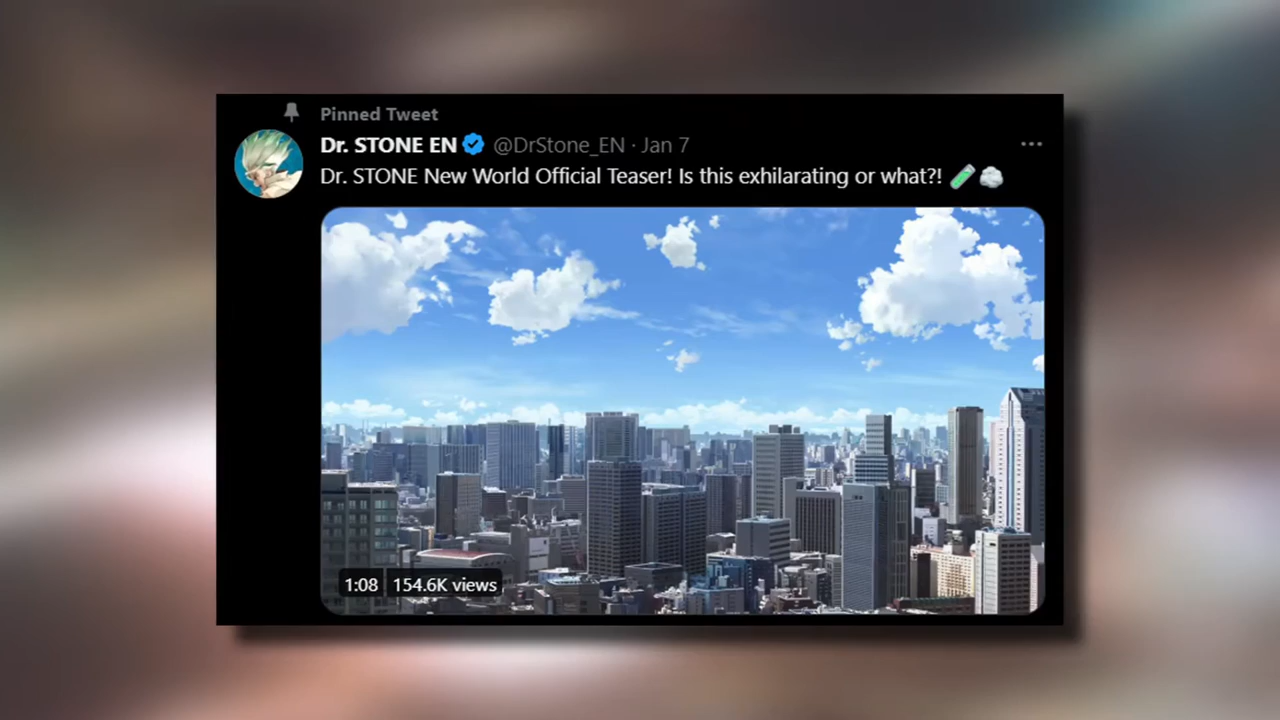 Pinned Tweet
Dr. STONE EN @DrStone_EN · Jan 7
Dr. STONE New World Official Teaser! Is this exhilarating or what?!
1:08 154.6K views